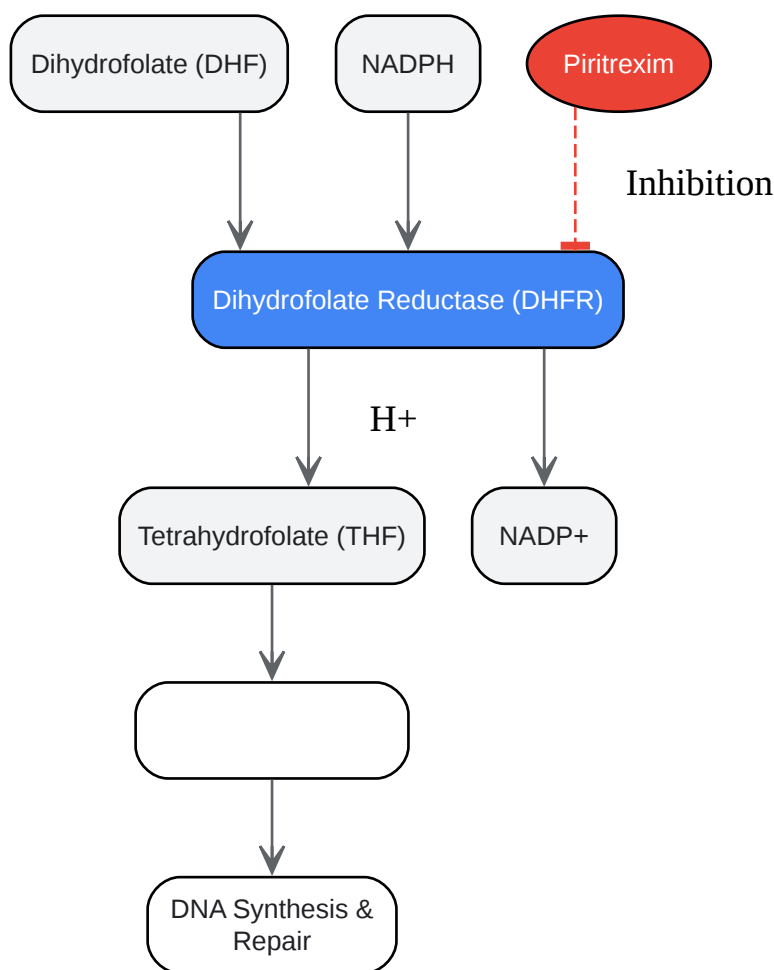 Dihydrofolate (DHF)
NADPH
Piritrexim
Inhibition
Dihydrofolate Reductase (DHFR)
H+
Tetrahydrofolate (THF)
NADP+
DNA Synthesis &
Repair